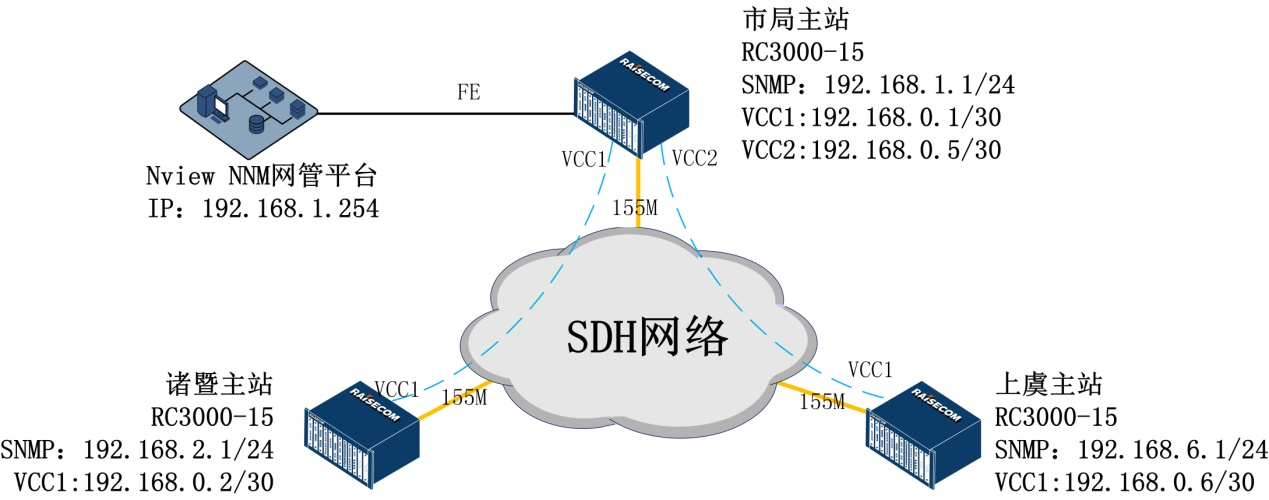 市局主站
RC3000-15
SNMP：192.168.1.1/24
VCC1:192.168.0.1/30
VCC2:192.168.0.5/30
RAISECOM
FE
VCC1
VCC2
Nview NNM网管平台
IP：192.168.1.254
155M
SDH网络
诸暨主站
RC3000-15
SNMP：192.168.2.1/24
VCC1:192.168.0.2/30
RAISECOM
VCC1
155M
VCC1
155M
RAISECOM
上虞主站
RC3000-15
SNMP：192.168.6.1/24
VCC1:192.168.0.6/30